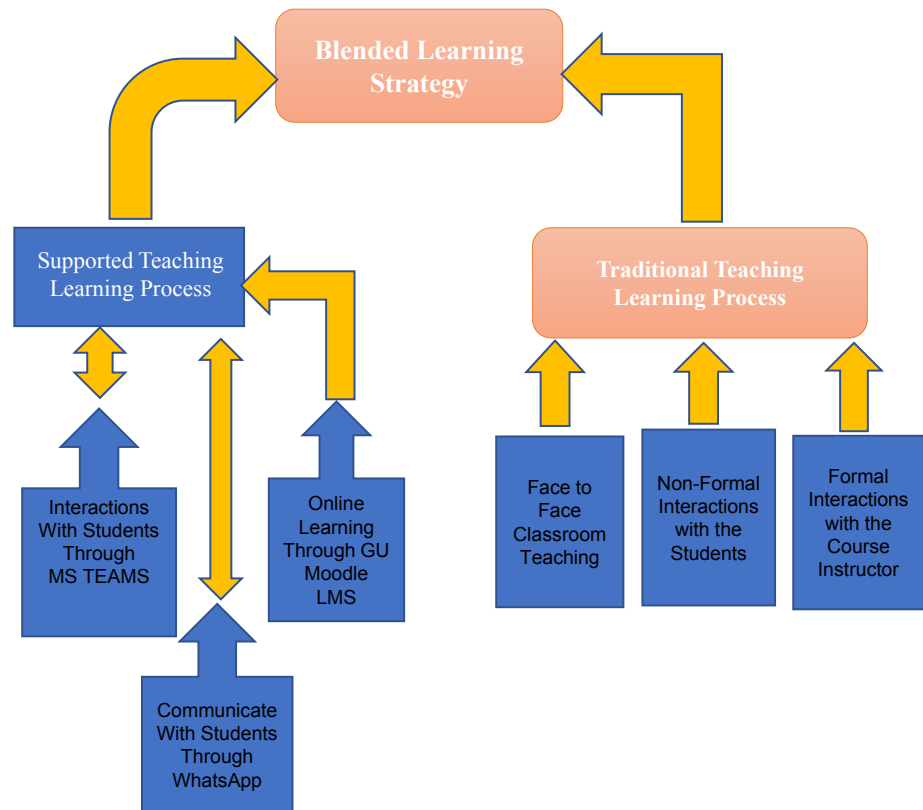 Blended Learning
Strategy
Supported Teaching
Learning Process
Traditional Teaching
Learning Process
Interactions
With Students
Through
MS TEAMS
Online
Learning
Through GU
Moodle
LMS
Communicate
With Students
Through
WhatsApp
Face to
Face
Classroom
Teaching
Non-Formal
Interactions
with the
Students
Formal
Interactions
with the
Course
Instructor